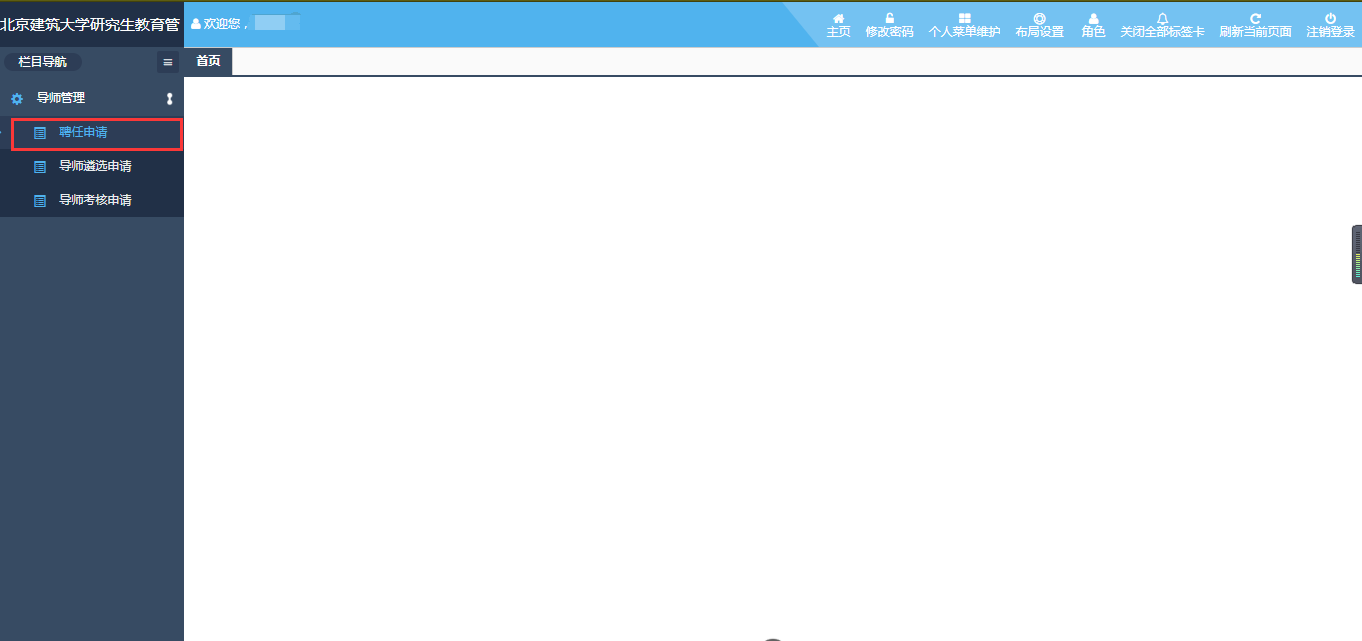 北京建筑大学研究生教育管
欢迎您，
主页 修改密码 个人菜单维护 布局设置 角色 关闭全部标签卡 刷新当前页面 注销登录
栏目导航
首页
导师管理
聘任申请
导师遴选申请
导师考核申请